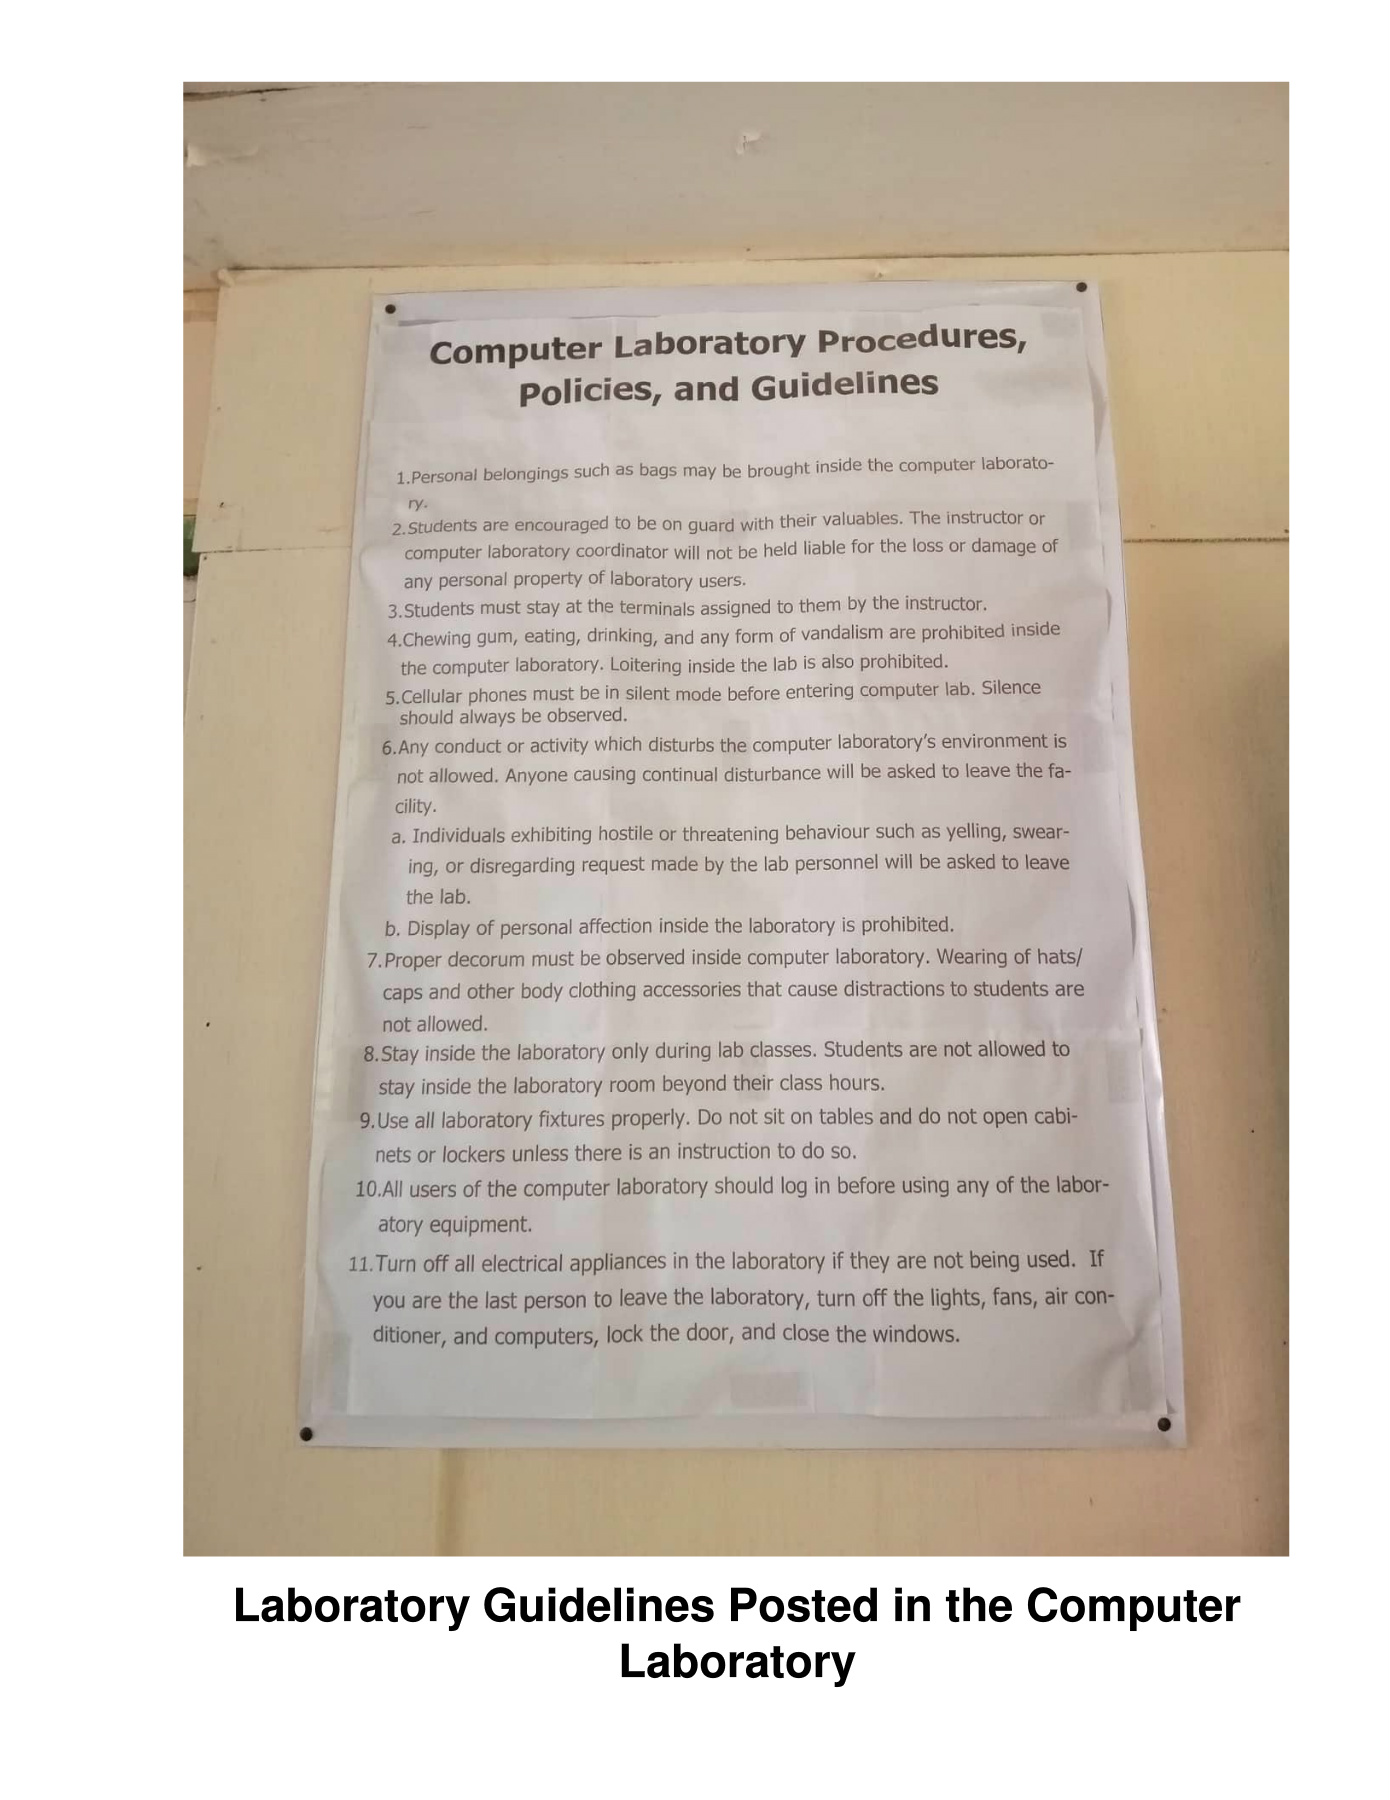 Computer Laboratory Procedures,
Policies, and Guidelines
1.Personal belongings such as bags may be brought inside the computer laborato-
ry.
2.Students are encouraged to be on guard with their valuables. The instructor or
computer laboratory coordinator will not be held liable for the loss or damage of
any personal property of laboratory users.
3.Students must stay at the terminals assigned to them by the instructor.
4.Chewing gum, eating, drinking, and any form of vandalism are prohibited inside
the computer laboratory. Loitering inside the lab is also prohibited.
5.Cellular phones must be in silent mode before entering computer lab. Silence
should always be observed.
6.Any conduct or activity which disturbs the computer laboratory's environment is
not allowed. Anyone causing continual disturbance will be asked to leave the fa-
cility.
a. Individuals exhibiting hostile or threatening behaviour such as yelling, swear-
ing, or disregarding request made by the lab personnel will be asked to leave
the lab.
b. Display of personal affection inside the laboratory is prohibited.
7.Proper decorum must be observed inside computer laboratory. Wearing of hats/
caps and other body clothing accessories that cause distractions to students are
not allowed.
8.Stay inside the laboratory only during lab classes. Students are not allowed to
stay inside the laboratory room beyond their class hours.
9.Use all laboratory fixtures properly. Do not sit on tables and do not open cabi-
nets or lockers unless there is an instruction to do so.
10.All users of the computer laboratory should log in before using any of the labor-
atory equipment.
11.Turn off all electrical appliances in the laboratory if they are not being used.  If
you are the last person to leave the laboratory, turn off the lights, fans, air con-
ditioner, and computers, lock the door, and close the windows.
Laboratory Guidelines Posted in the Computer
Laboratory